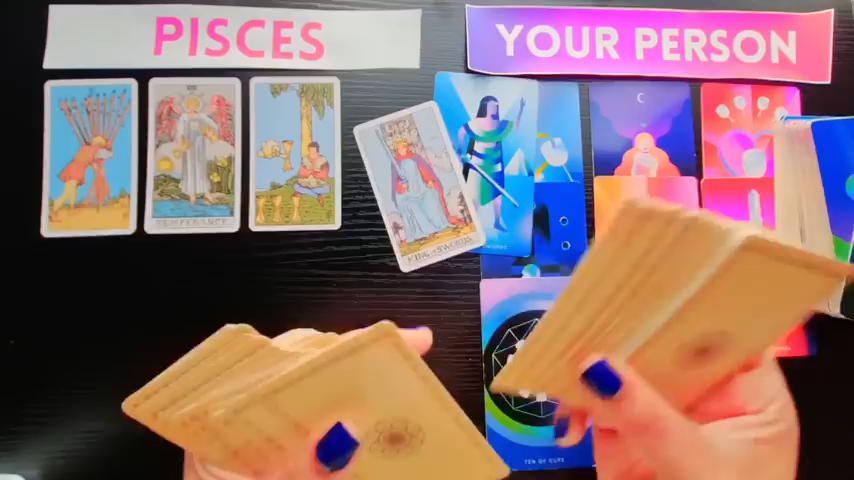 PISCES
YOUR PERSON
TEMPERANCE
KING of SWORDS
TEN OF CUPS